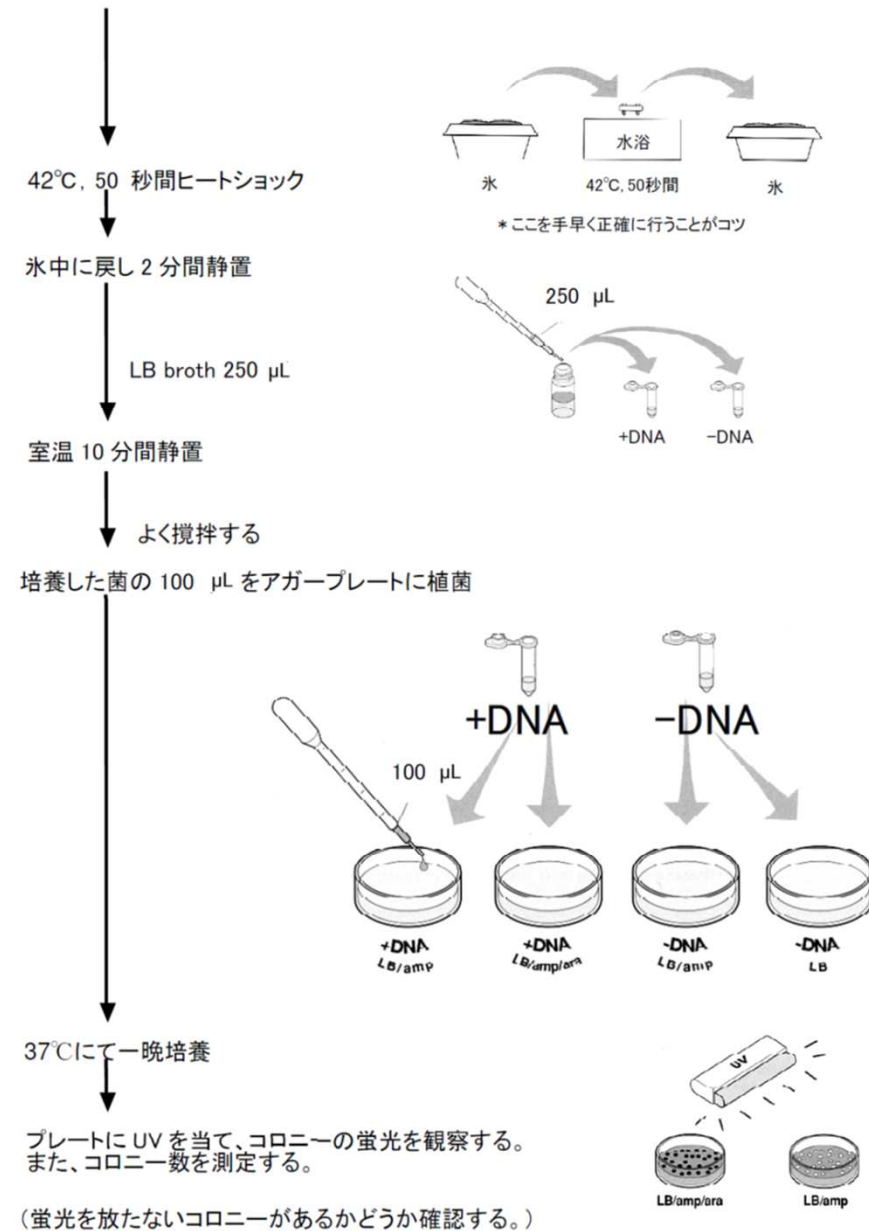 42℃, 50 秒間ヒートショック
水浴
氷
42℃, 50秒間
氷
＊ここを手早く正確に行うことがコツ
氷中に戻し 2 分間静置
250 μL
LB broth 250 μL
+DNA
−DNA
室温 10 分間静置
よく撹拌する
培養した菌の 100 μL をアガープレートに植菌
+DNA
−DNA
100 μL
+DNA
LB/amp
+DNA
LB/amp/ara
-DNA
LB/amp
-DNA
LB
37℃にて一晩培養
UV
プレートに UV を当て、コロニーの蛍光を観察する。
また、コロニー数を測定する。
LB/amp/ara
LB/amp
(蛍光を放たないコロニーがあるかどうか確認する。)